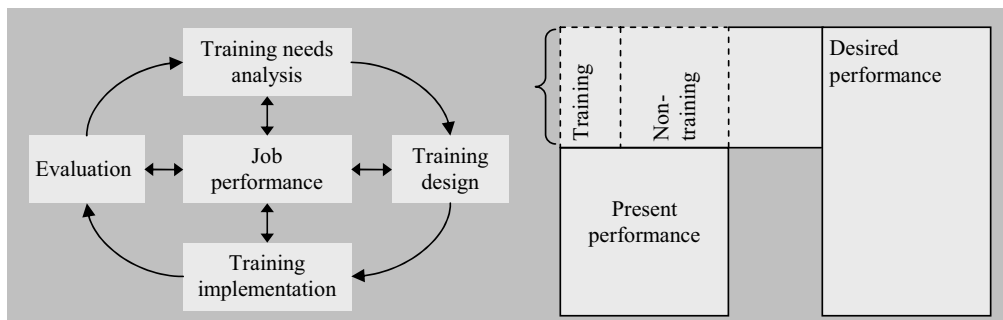 Training needs
analysis
Evaluation
Job
performance
Training
design
Training
implementation
Training
Non-
training
Desired
performance
Present
performance